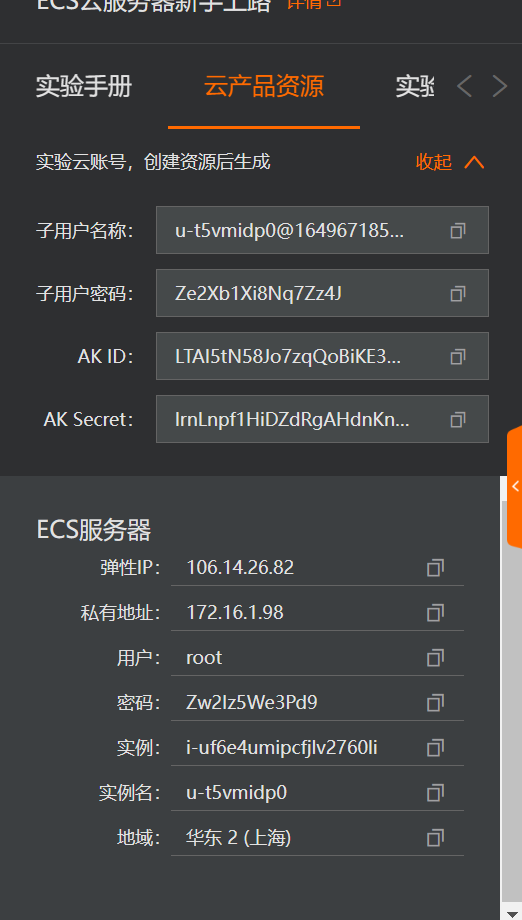 ECS云服务器新手上路 详情
实验手册 云产品资源 实验
实验云账号，创建资源后生成 收起
子用户名称： u-t5vmidp0@164967185...
子用户密码： Ze2Xb1Xi8Nq7Zz4J
AK ID： LTAI5tN58Jo7zqQoBiKE3...
AK Secret： IrnLnpf1HiDZdRgAHdnKn...
ECS服务器
弹性IP： 106.14.26.82
私有地址： 172.16.1.98
用户： root
密码： Zw2Iz5We3Pd9
实例： i-uf6e4umipcfjlv2760li
实例名： u-t5vmidp0
地域： 华东 2 (上海)